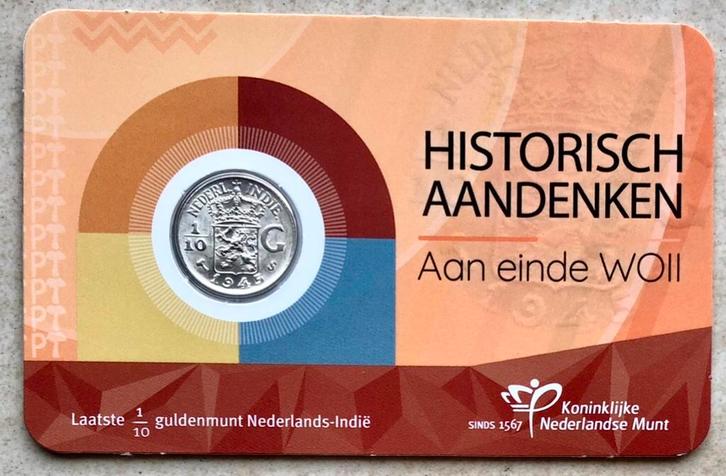 HISTORISCH
AANDENKEN
Aan einde WOII
NEDERL. INDIE.
1/10 G
1945 S
Laatste 1/10 guldenmunt Nederlands-Indië
SINDS 1567
Koninklijke
Nederlandse Munt